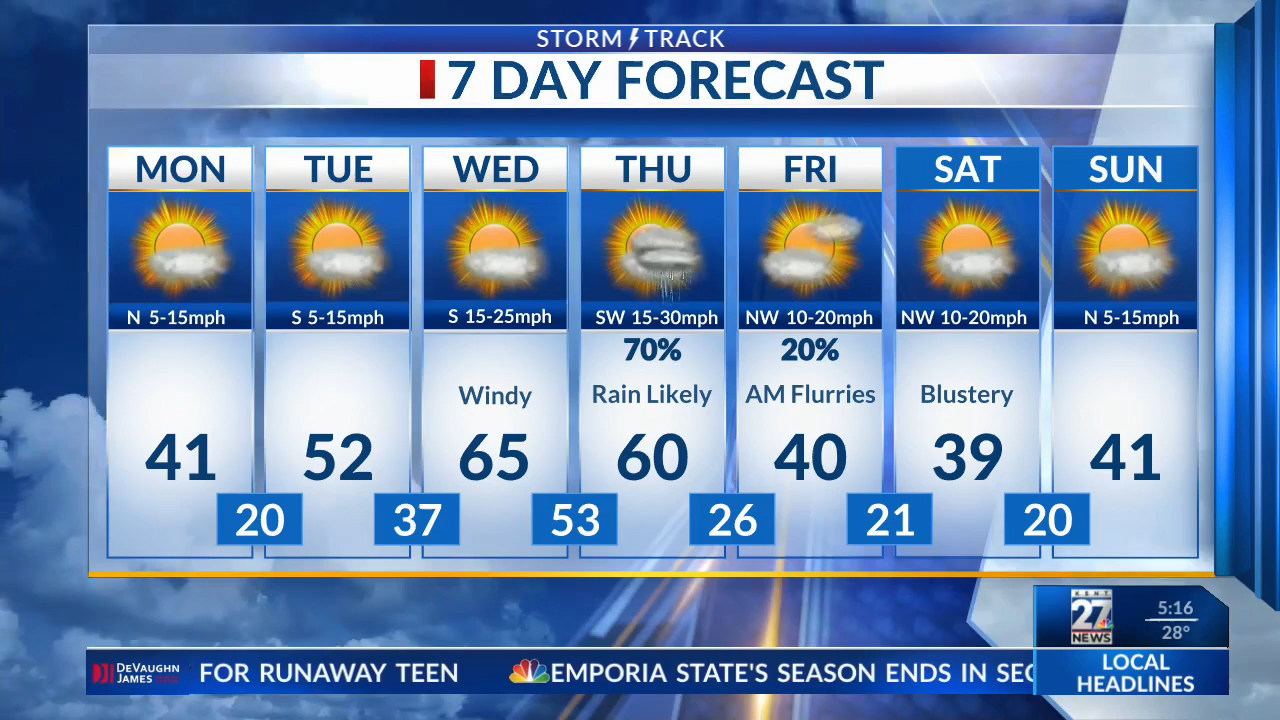 STORM TRACK
7 DAY FORECAST
MON TUE WED THU FRI SAT SUN
N 5-15mph S 5-15mph S 15-25mph SW 15-30mph NW 10-20mph NW 10-20mph N 5-15mph
70% 20%
Windy Rain Likely AM Flurries Blustery
41 52 65 60 40 39 41
20 37 53 26 21 20
KSNT
27
NEWS
5:16
28°
DEVAUGHN
JAMES
FOR RUNAWAY TEEN EMPORIA STATE'S SEASON ENDS IN SEC
LOCAL
HEADLINES